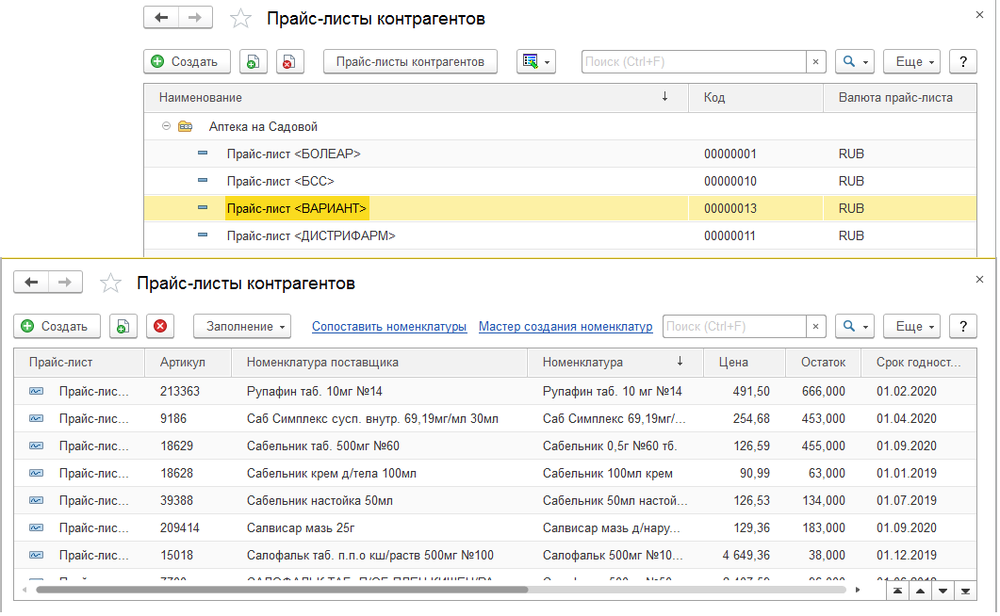 Прайс-листы контрагентов
Создать Прайс-листы контрагентов Поиск (Ctrl+F) × Еще ?
Наименование ↓ Код Валюта прайс-листа
Аптека на Садовой
Прайс-лист <БОЛЕАР> 00000001 RUB
Прайс-лист <БСС> 00000010 RUB
Прайс-лист <ВАРИАНТ> 00000013 RUB
Прайс-лист <ДИСТРИФАРМ> 00000011 RUB
Прайс-листы контрагентов
Создать Заполнение Сопоставить номенклатуры Мастер создания номенклатур Поиск (Ctrl+F) × Еще ?
Прайс-лист Артикул Номенклатура поставщика Номенклатура ↓ Цена Остаток Срок годност...
Прайс-лис... 213363 Рупафин таб. 10мг №14 Рупафин таб. 10 мг №14 491,50 666,000 01.02.2020
Прайс-лис... 9186 Саб Симплекс сусп. внутр. 69,19мг/мл 30мл Саб Симплекс 69,19мг/... 254,68 453,000 01.04.2020
Прайс-лис... 18629 Сабельник таб. 500мг №60 Сабельник 0,5г №60 тб. 126,59 455,000 01.09.2020
Прайс-лис... 18628 Сабельник крем д/тела 100мл Сабельник 100мл крем 90,99 63,000 01.01.2019
Прайс-лис... 39388 Сабельник настойка 50мл Сабельник 50мл настой... 126,53 134,000 01.07.2019
Прайс-лис... 209414 Салвисар мазь 25г Салвисар мазь д/нару... 129,36 183,000 01.09.2020
Прайс-лис... 15018 Салофальк таб. п.п.о кш/раств 500мг №100 Салофальк 500мг №10... 4 649,36 38,000 01.12.2019